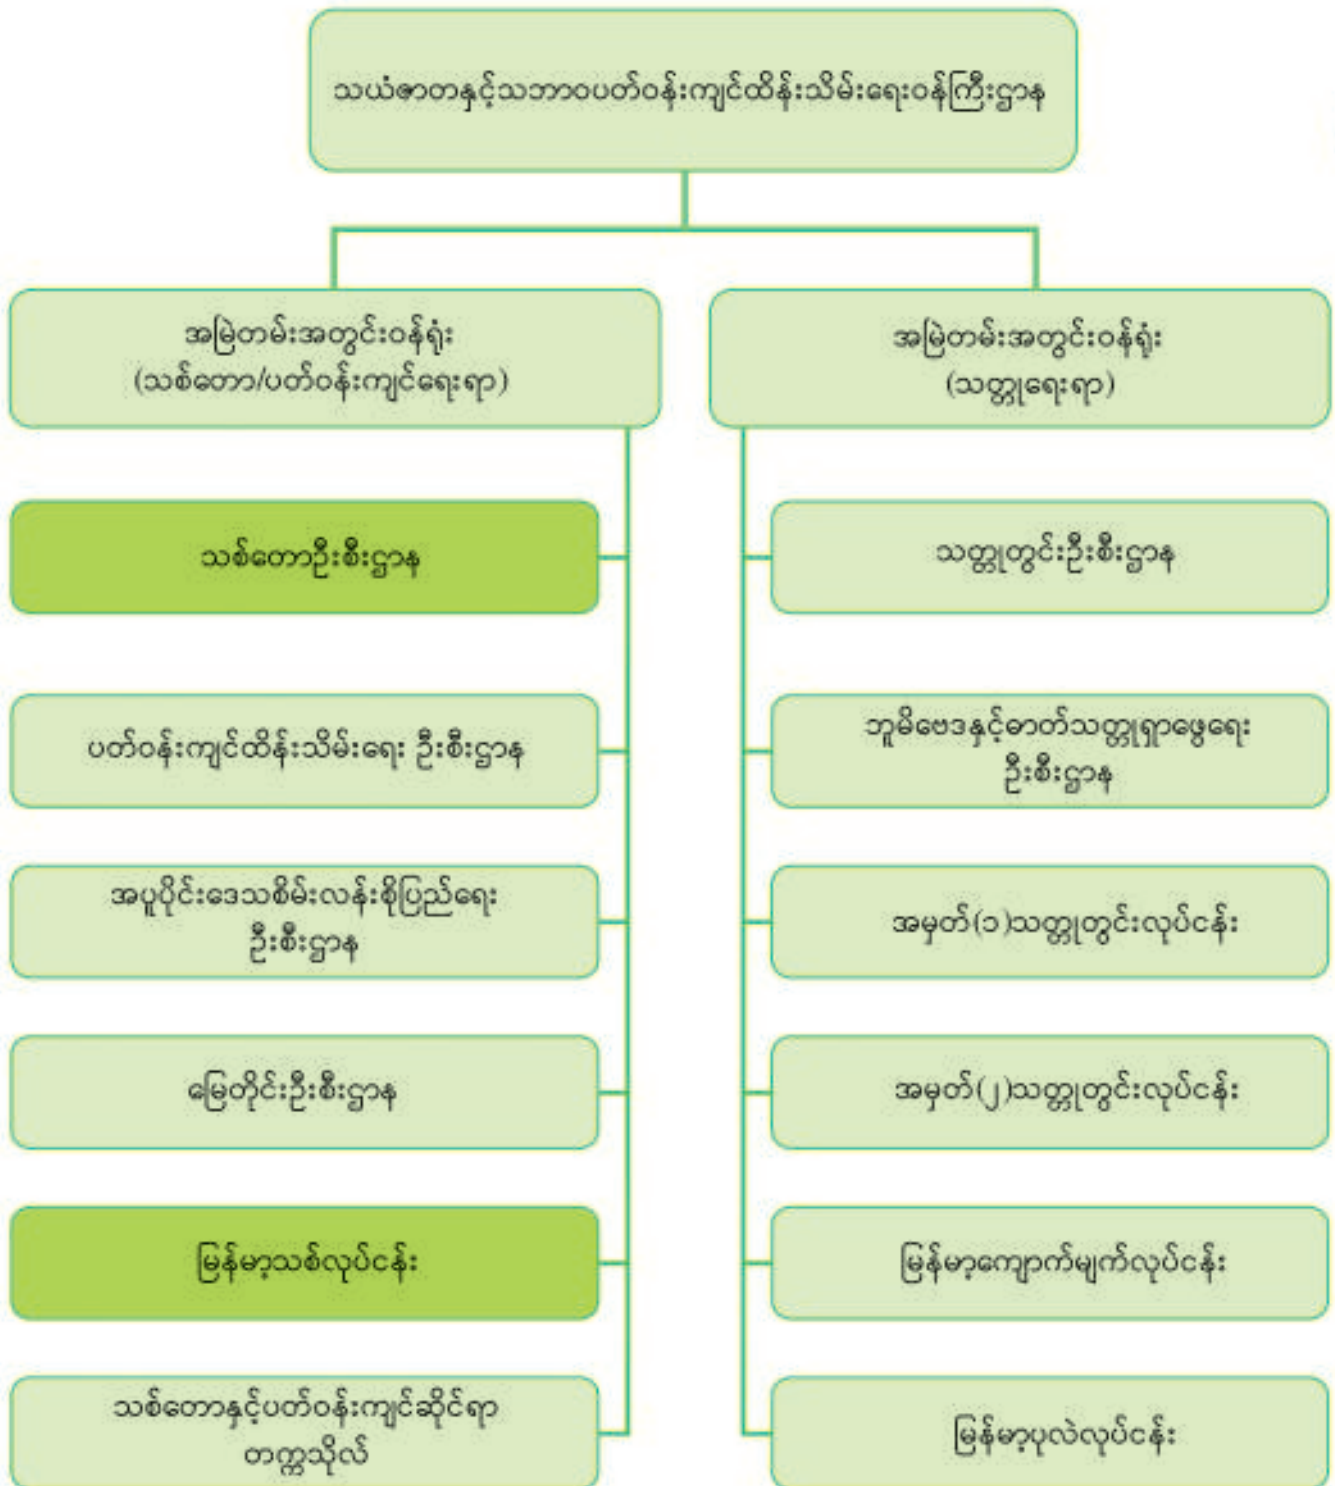 သယံဇာတနှင့်သဘာဝပတ်ဝန်းကျင်ထိန်းသိမ်းရေးဝန်ကြီးဌာန
အမြဲတမ်းအတွင်းဝန်ရုံး
(သစ်တော/ပတ်ဝန်းကျင်ရေးရာ)
သစ်တောဦးစီးဌာန
ပတ်ဝန်းကျင်ထိန်းသိမ်းရေး ဦးစီးဌာန
အပူပိုင်းဒေသစိမ်းလန်းစိုပြည်ရေး
ဦးစီးဌာန
မြေတိုင်းဦးစီးဌာန
မြန်မာ့သစ်လုပ်ငန်း
သစ်တောနှင့်ပတ်ဝန်းကျင်ဆိုင်ရာ
တက္ကသိုလ်
အမြဲတမ်းအတွင်းဝန်ရုံး
(သတ္တုရေးရာ)
သတ္တုတွင်းဦးစီးဌာန
ဘူမိဗေဒနှင့်ဓာတ်သတ္တုရှာဖွေရေး
ဦးစီးဌာန
အမှတ်(၁)သတ္တုတွင်းလုပ်ငန်း
အမှတ်(၂)သတ္တုတွင်းလုပ်ငန်း
မြန်မာ့ကျောက်မျက်လုပ်ငန်း
မြန်မာ့ပုလဲလုပ်ငန်း